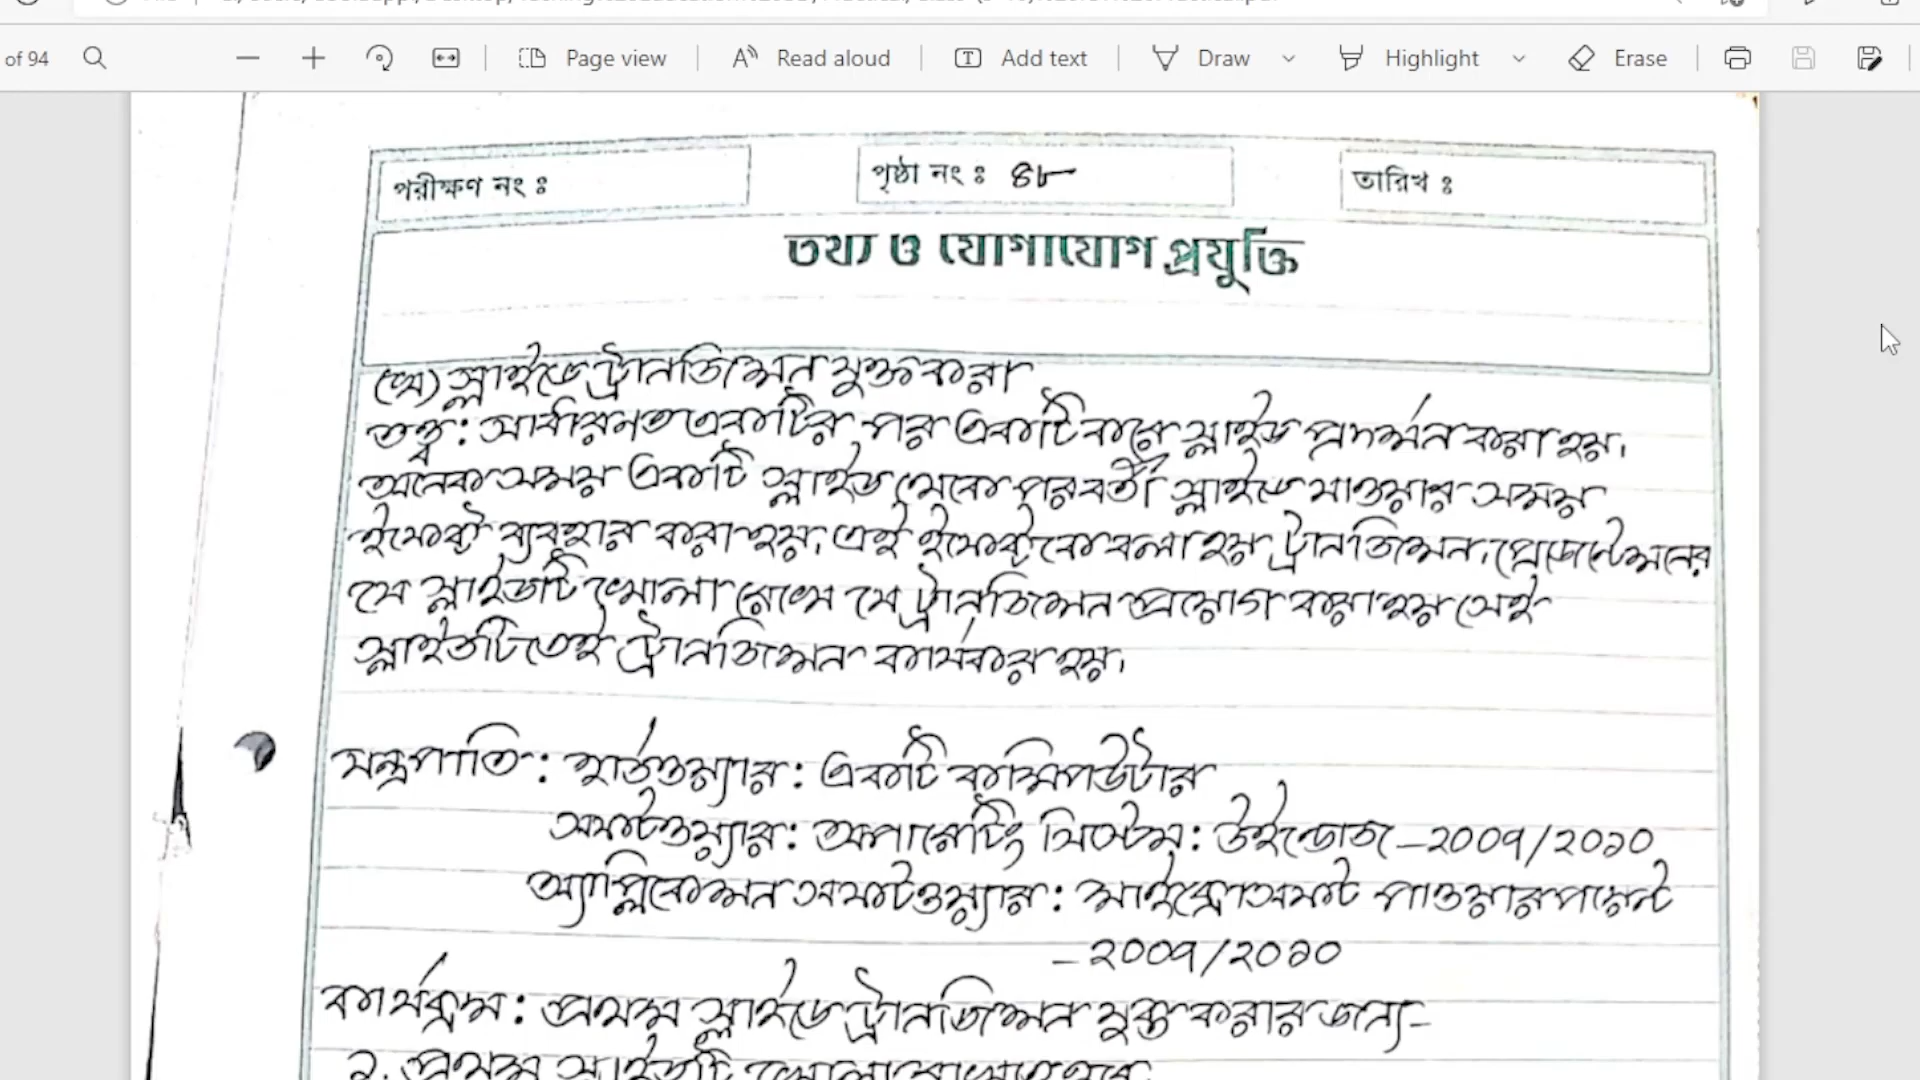 of 94
Page view
Read aloud
Add text
Draw
Highlight
Erase
পরীক্ষণ নং ঃ
পৃষ্ঠা নং ঃ ৪৮
তারিখ ঃ
তথ্য ও যোগাযোগ প্রযুক্তি
(খ) স্লাইডে ট্রানজিশন যুক্ত করা
তত্ত্ব: সাধারণত একটির পর একটি করে স্লাইড প্রদর্শন করা হয়।
অনেক সময় একটি স্লাইড থেকে পরবর্তী স্লাইডে যাওয়ার সময়
ইফেক্ট ব্যবহার করা হয়। এই ইফেক্টকে বলা হয় ট্রানজিশন। প্রেজেন্টেশনের
যে স্লাইডটি খোলা রেখে যে ট্রানজিশন প্রয়োগ করা হয় সেই
স্লাইডটিতেই ট্রানজিশন কার্যকার হয়।
যন্ত্রপাতি: হার্ডওয়্যার: একটি কম্পিউটার
সফটওয়্যার: অপারেটিং সিস্টেম: উইন্ডোজ -২০০৭/২০১০
অ্যাপ্লিকেশন সফটওয়্যার: মাইক্রোসফট পাওয়ারপয়েন্ট
-২০০৭/২০১০
কার্যক্রম: প্রথম স্লাইডে ট্রানজিশন যুক্ত করার জন্য-